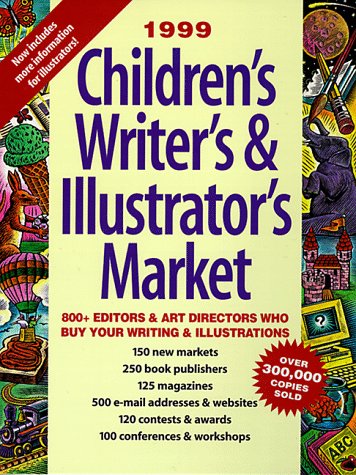 Now includes
more information
for illustrators!
1999
Children's
Writer's &
Illustrator's
Market
800+ EDITORS & ART DIRECTORS WHO
BUY YOUR WRITING & ILLUSTRATIONS
150 new markets
250 book publishers
125 magazines
500 e-mail addresses & websites
120 contests & awards
100 conferences & workshops
OVER
300,000
COPIES
SOLD
?
ABC